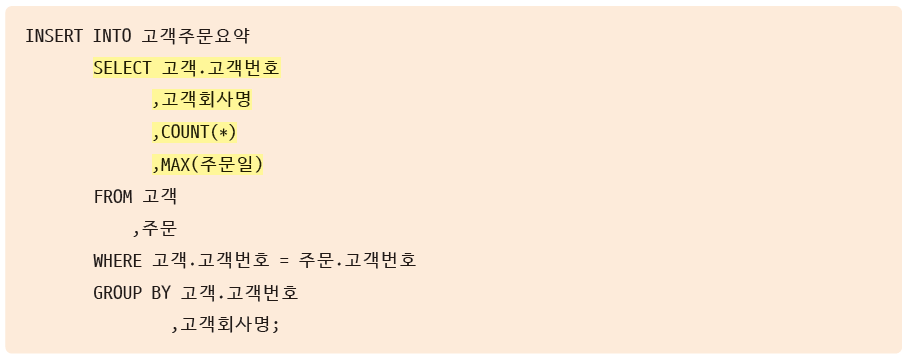 INSERT INTO 고객주문요약
SELECT 고객.고객번호
,고객회사명
,COUNT(*)
,MAX(주문일)
FROM 고객
,주문
WHERE 고객.고객번호 = 주문.고객번호
GROUP BY 고객.고객번호
,고객회사명;